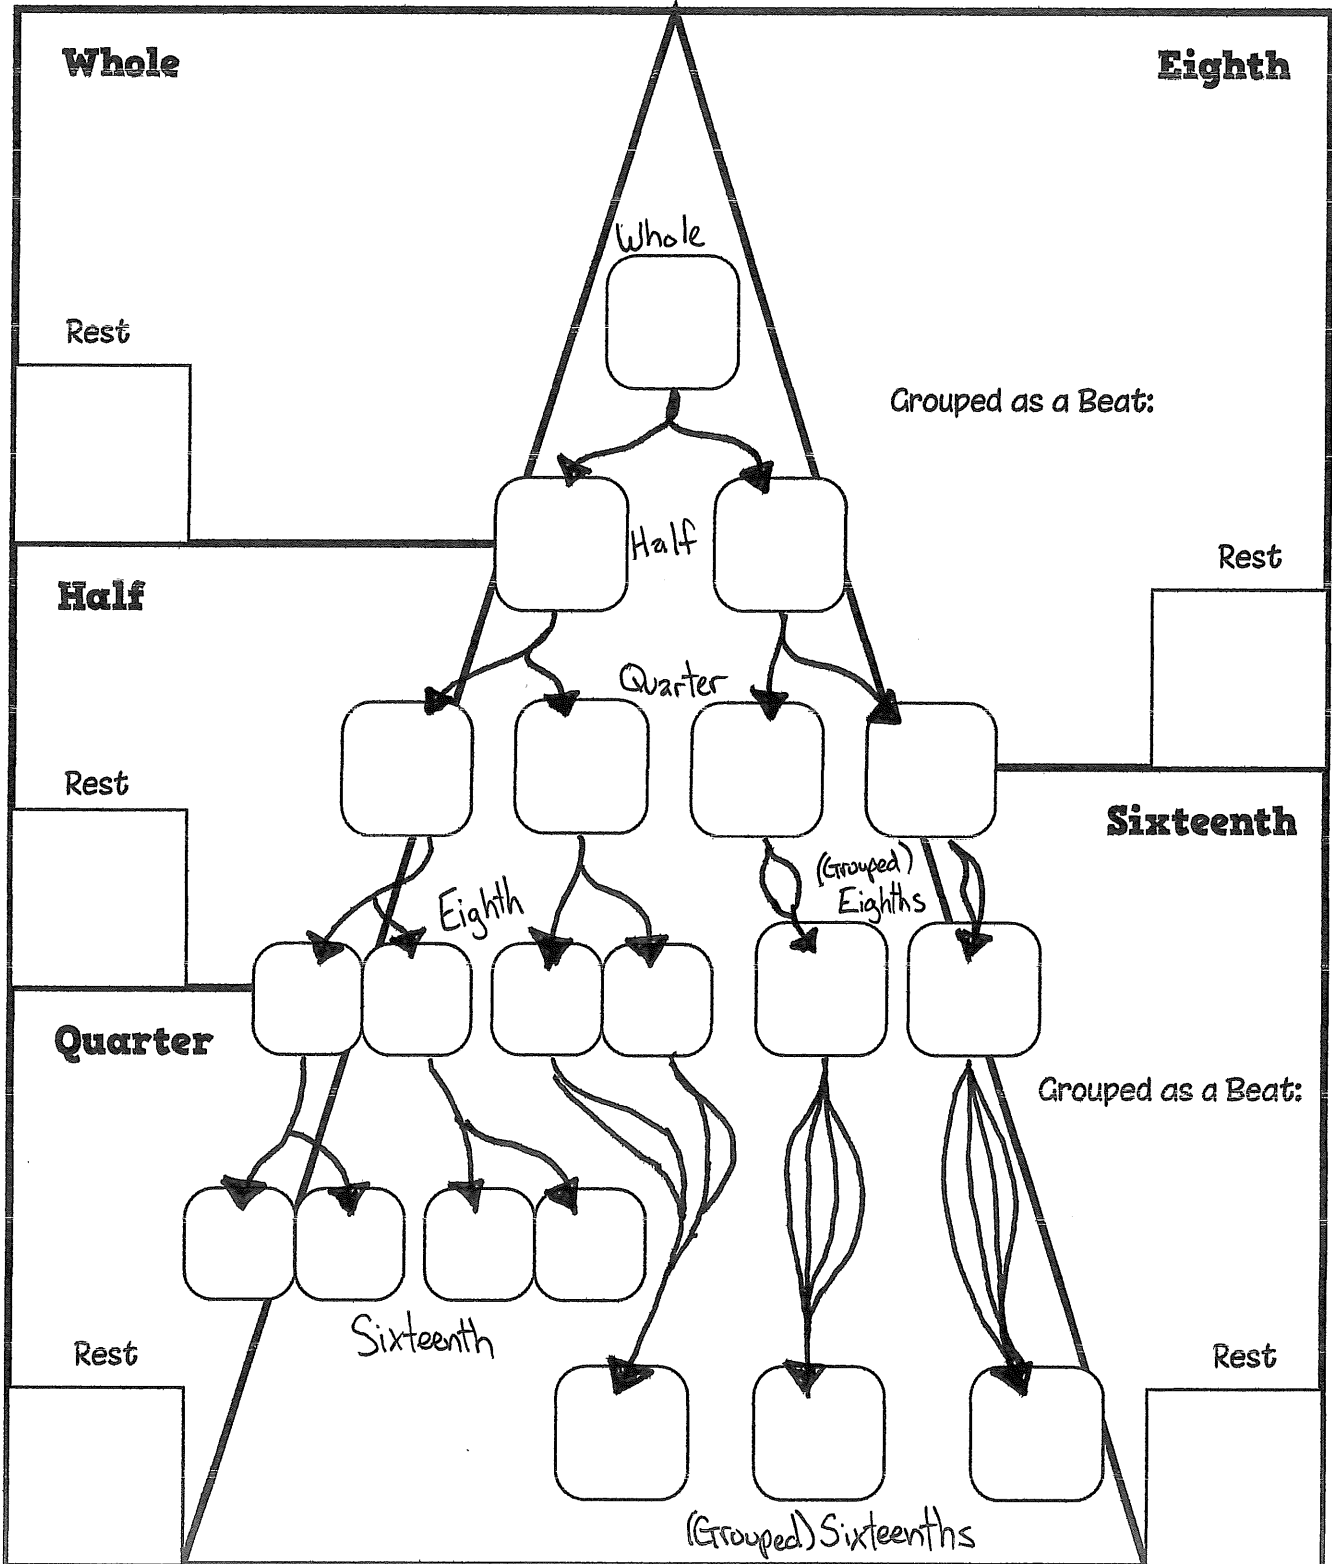 Whole
Eighth
Whole
Rest
Grouped as a Beat:
Half
Rest
Half
Quarter
Rest
Sixteenth
(Grouped)
Eighths
Eighth
Quarter
Grouped as a Beat:
Sixteenth
Rest
Rest
(Grouped) Sixteenths